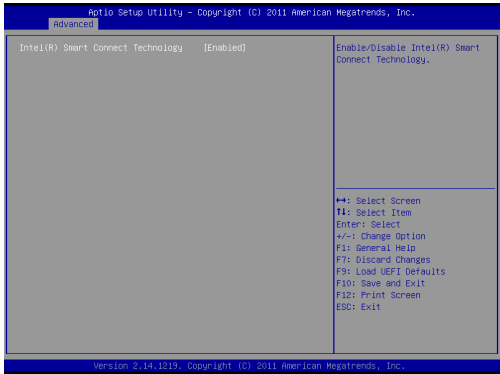 Aptio Setup Utility – Copyright (C) 2011 American Megatrends, Inc.
Advanced
Intel(R) Smart Connect Technology [Enabled]
Enable/Disable Intel(R) Smart
Connect Technology.
↔: Select Screen
↑↓: Select Item
Enter: Select
+/-: Change Option
F1: General Help
F7: Discard Changes
F9: Load UEFI Defaults
F10: Save and Exit
F12: Print Screen
ESC: Exit
Version 2.14.1219. Copyright (C) 2011 American Megatrends, Inc.